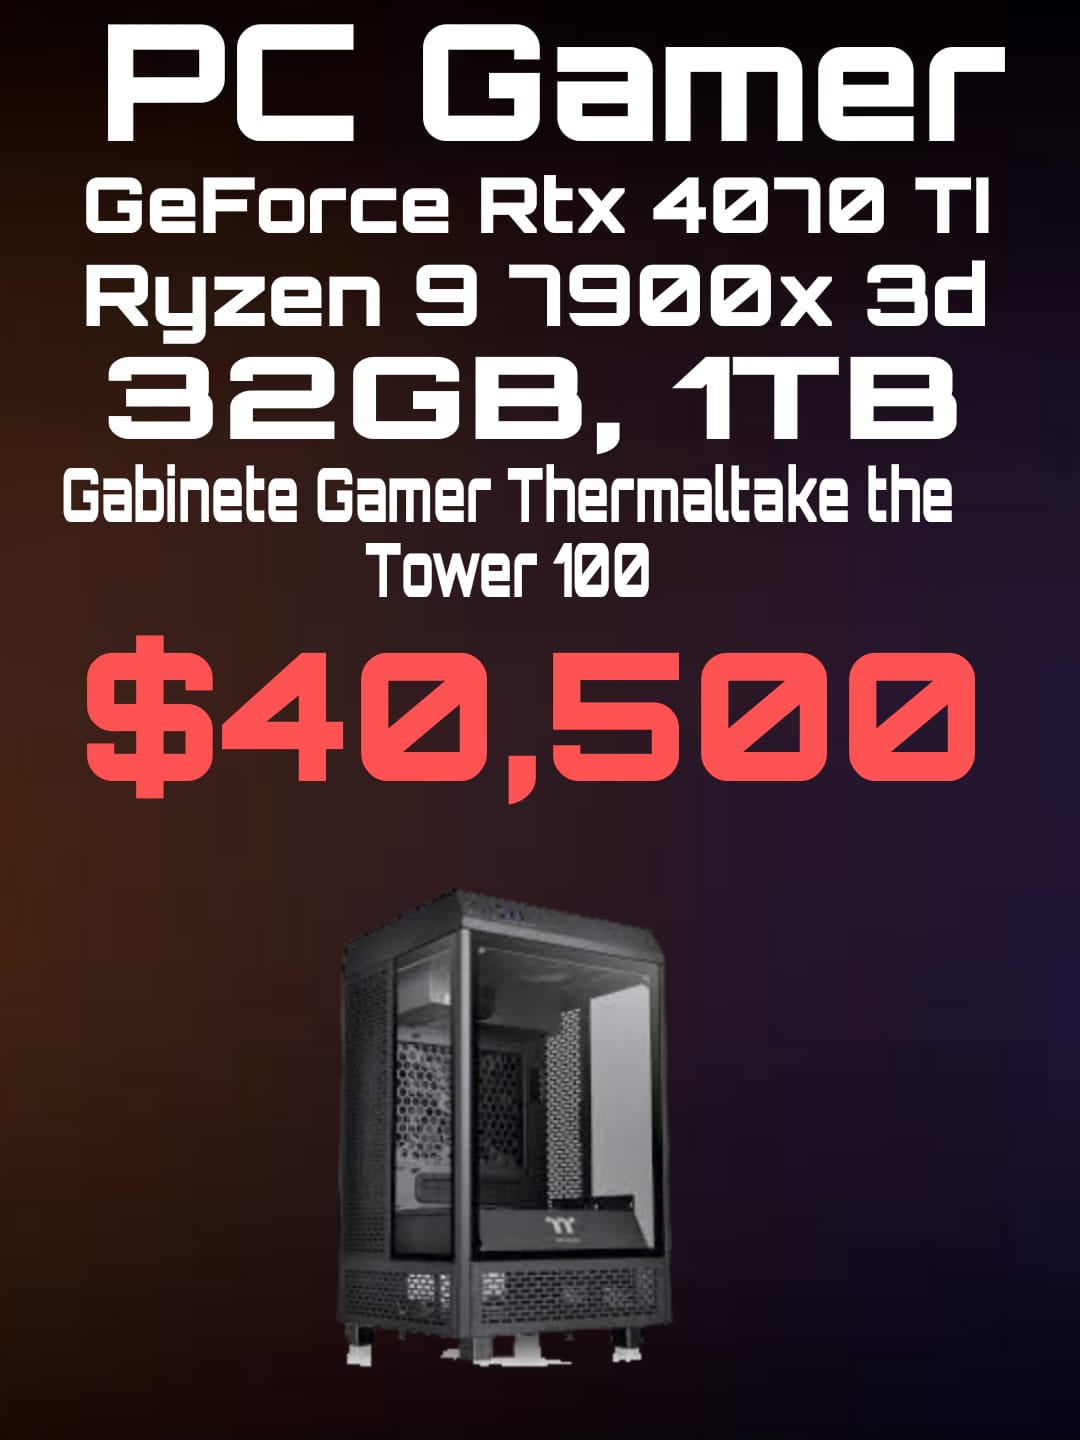 PC Gamer
GeForce Rtx 4070 TI
Ryzen 9 7900x 3d
32GB, 1TB
Gabinete Gamer Thermaltake the
Tower 100
$40,500